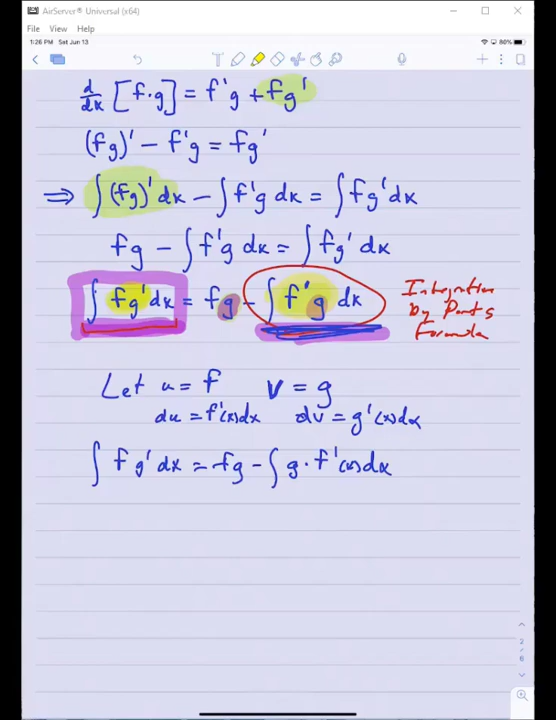 AirServer® Universal (x64)
File View Help
1:26 PM Sat Jun 13
80%
d/dx [f·g] = f'g + fg'
(fg)' − f'g = fg'
⟹ ∫(fg)'dx − ∫f'g dx = ∫fg'dx
fg − ∫f'g dx = ∫fg'dx
∫fg'dx = fg − ∫f'g dx
Integration
by Parts
Formula
Let u = f v = g
du = f'(x)dx dv = g'(x)dx
∫f g'dx = fg − ∫g·f'(x)dx
2
/
6